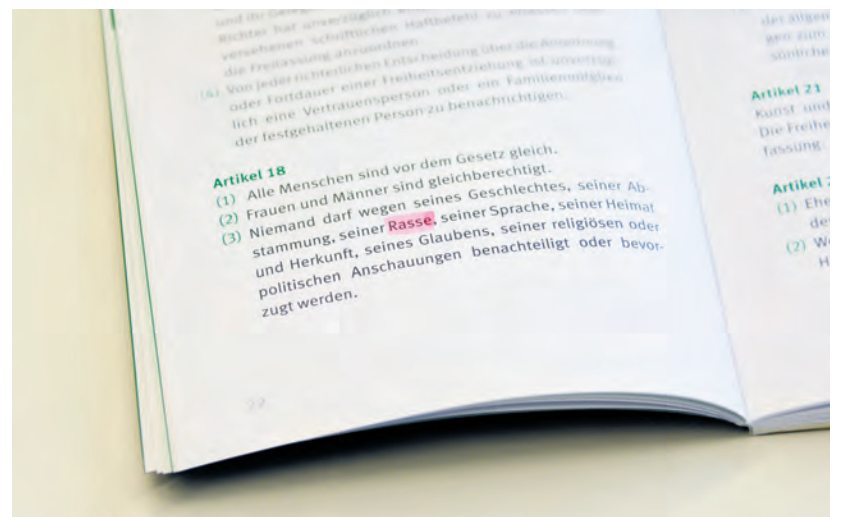 Richter hat unverzüglich
versehenen schriftlichen Haftbefehl zu
die Freilassung anzuordnen.
(4) Von jeder richterlichen Entscheidung über die Anordnung
oder Fortdauer einer Freiheitsentziehung ist unverzüg-
lich eine Vertrauensperson oder ein Familienmitglied
der festgehaltenen Person zu benachrichtigen.
Artikel 18
(1) Alle Menschen sind vor dem Gesetz gleich.
(2) Frauen und Männer sind gleichberechtigt.
(3) Niemand darf wegen seines Geschlechtes, seiner Ab-
stammung, seiner Rasse, seiner Sprache, seiner Heimat
und Herkunft, seines Glaubens, seiner religiösen oder
politischen Anschauungen benachteiligt oder bevor-
zugt werden.
22
gen zum
Artikel 21
Kunst und
Die Freihe
fassung.
Artikel
(1) Ehe
de
(2) W
H